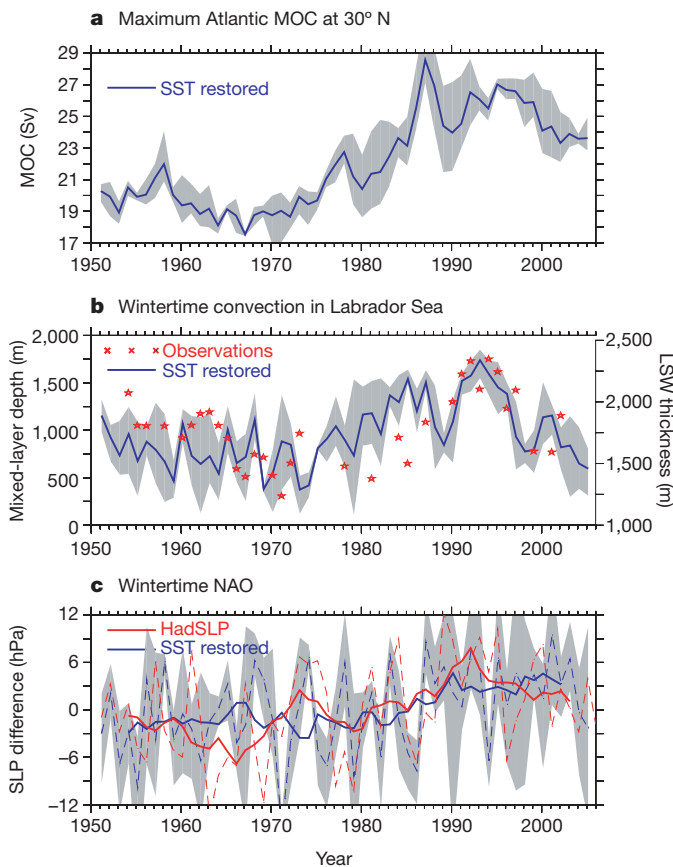 a Maximum Atlantic MOC at 30º N
29
27
25
23
21
19
17
MOC (Sv)
SST restored
1950 1960 1970 1980 1990 2000
b Wintertime convection in Labrador Sea
2,000
1,500
1,000
500
0
Mixed-layer depth (m)
Observations
SST restored
2,500
2,000
1,500
1,000
LSW thickness (m)
1950 1960 1970 1980 1990 2000
c Wintertime NAO
12
6
0
−6
−12
SLP difference (hPa)
HadSLP
SST restored
1950 1960 1970 1980 1990 2000
Year